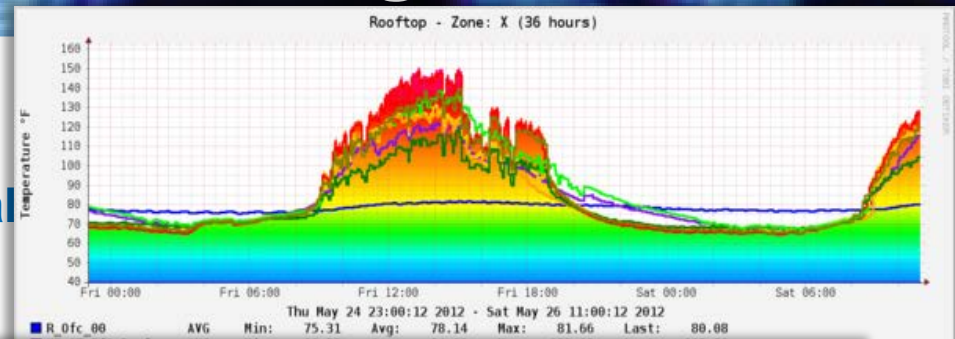 Rooftop - Zone: X (36 hours)
RRDTOOL / TOBI OETIKER
Temperature °F
160
150
140
130
120
110
100
90
80
70
60
50
40
Fri 00:00 Fri 06:00 Fri 12:00 Fri 18:00 Sat 00:00 Sat 06:00
Thu May 24 23:00:12 2012 - Sat May 26 11:00:12 2012
R_Ofc_00 AVG Min: 75.31 Avg: 78.14 Max: 81.66 Last: 80.08